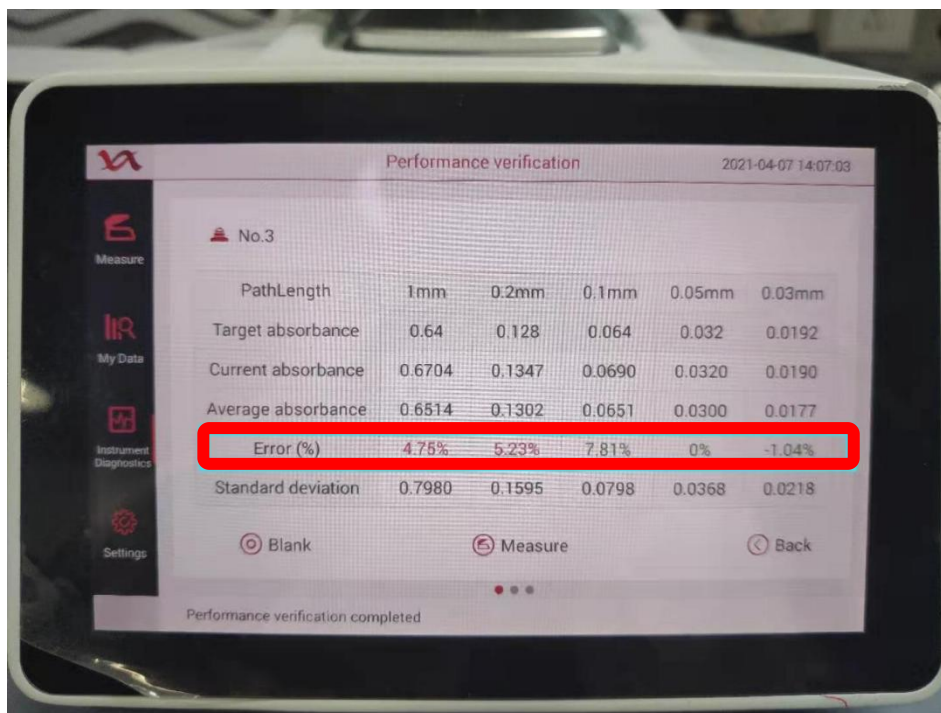 Performance verification 2021-04-07 14:07:03
Measure
My Data
Instrument
Diagnostics
Settings
No.3
PathLength 1mm 0.2mm 0.1mm 0.05mm 0.03mm
Target absorbance 0.64 0.128 0.064 0.032 0.0192
Current absorbance 0.6704 0.1347 0.0690 0.0320 0.0190
Average absorbance 0.6514 0.1302 0.0651 0.0300 0.0177
Error (%) 4.75% 5.23% 7.81% 0% -1.04%
Standard deviation 0.7980 0.1595 0.0798 0.0368 0.0218
Blank Measure Back
Performance verification completed